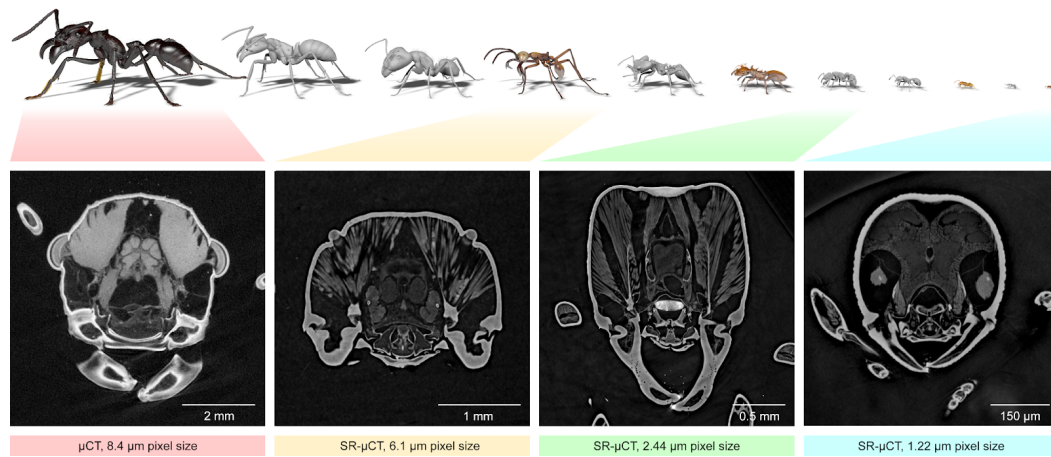 2 mm
1 mm
0.5 mm
150 µm
µCT, 8.4 µm pixel size
SR-µCT, 6.1 µm pixel size
SR-µCT, 2.44 µm pixel size
SR-µCT, 1.22 µm pixel size